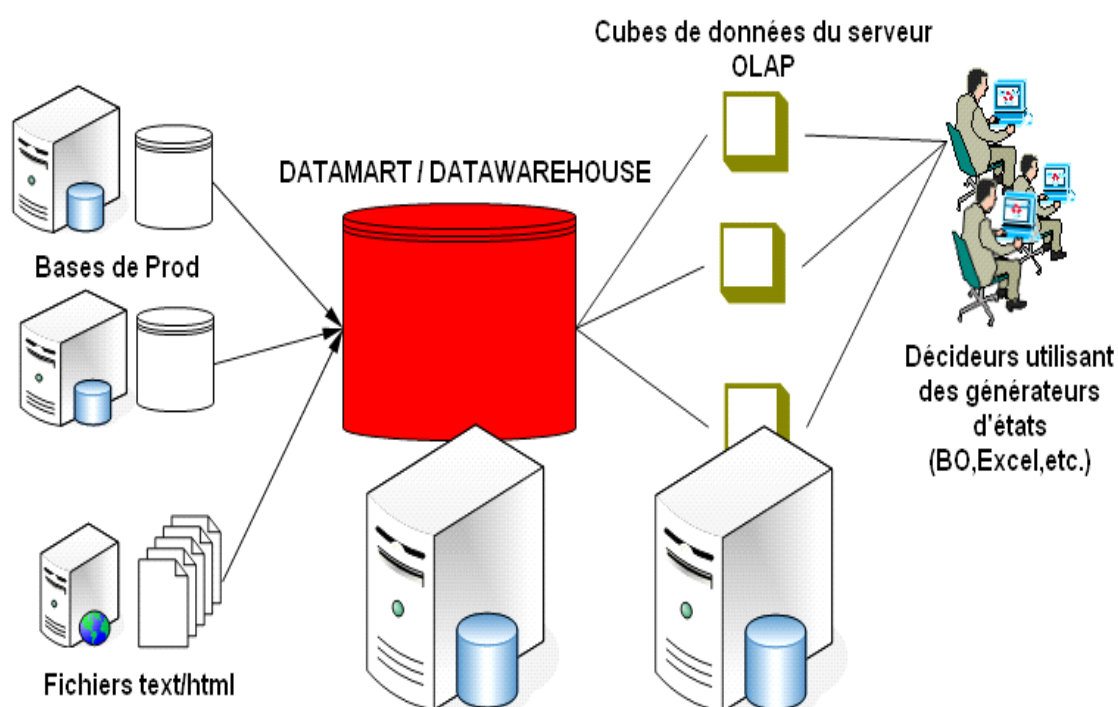 Cubes de données du serveur
OLAP
DATAMART / DATAWAREHOUSE
Bases de Prod
Décideurs utilisant
des générateurs
d'états
(BO,Excel,etc.)
Fichiers text/html